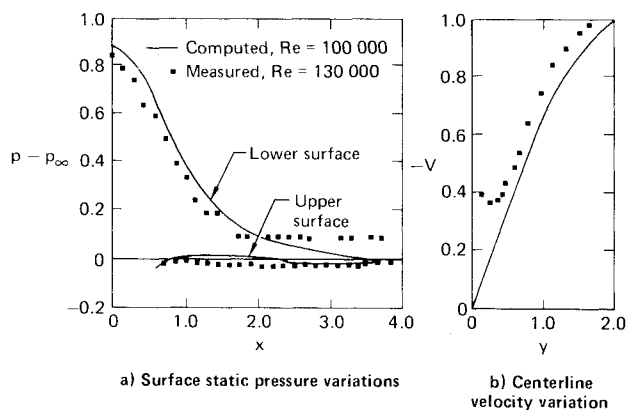 1.0
0.8
0.6
p – p∞ 0.4
0.2
0
–0.2
0 1.0 2.0 3.0 4.0
x
Computed, Re = 100 000
Measured, Re = 130 000
Lower surface
Upper
surface
a) Surface static pressure variations
1.0
0.8
0.6
–V
0.4
0.2
0
0 1.0 2.0
y
b) Centerline
velocity variation